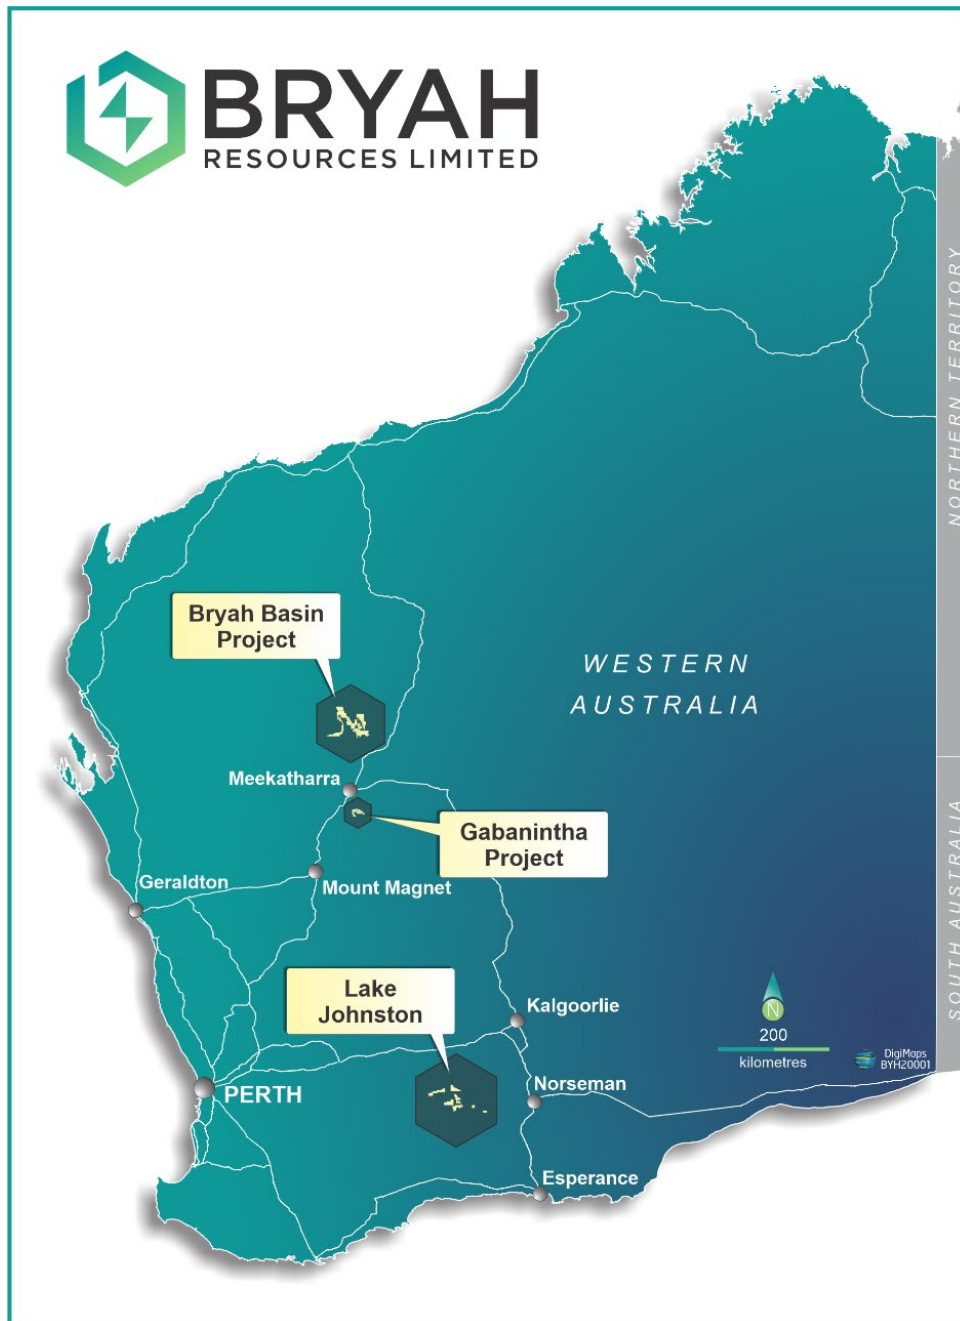 BRYAH
RESOURCES LIMITED
NORTHERN TERRITORY
Bryah Basin
Project
WESTERN
AUSTRALIA
Meekatharra
Gabanintha
Project
Geraldton
Mount Magnet
SOUTH AUSTRALIA
Lake
Johnston
Kalgoorlie
N
200
kilometres
DigiMaps
BYH20001
Norseman
PERTH
Esperance